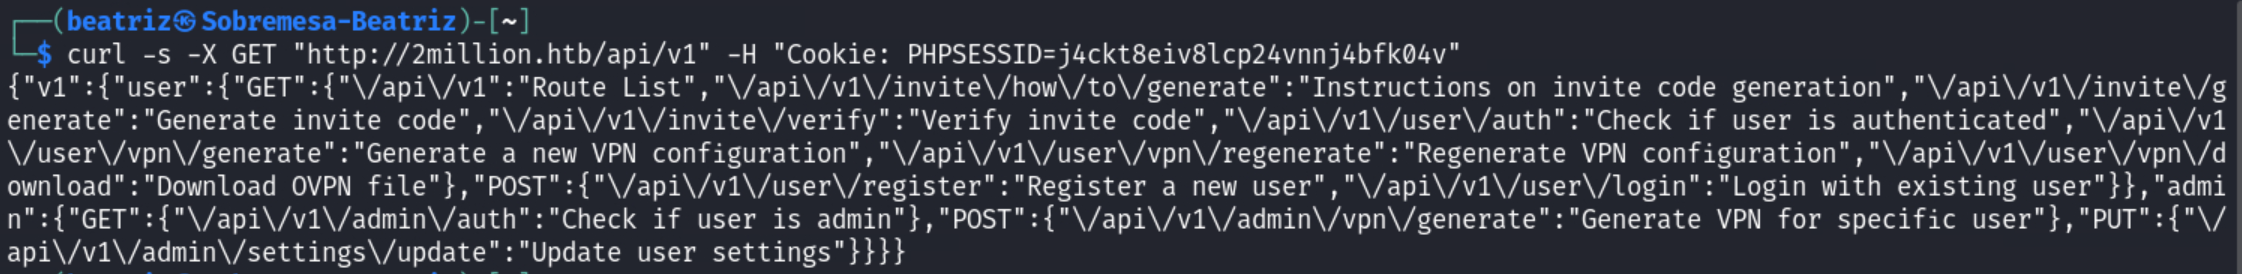 ┌──(beatriz㉿Sobremesa-Beatriz)-[~]
└─$ curl -s -X GET "http://2million.htb/api/v1" -H "Cookie: PHPSESSID=j4ckt8eiv8lcp24vnnj4bfk04v"
{"v1":{"user":{"GET":{"\/api\/v1":"Route List","\/api\/v1\/invite\/how\/to\/generate":"Instructions on invite code generation","\/api\/v1\/invite\/g
enerate":"Generate invite code","\/api\/v1\/invite\/verify":"Verify invite code","\/api\/v1\/user\/auth":"Check if user is authenticated","\/api\/v1
\/user\/vpn\/generate":"Generate a new VPN configuration","\/api\/v1\/user\/vpn\/regenerate":"Regenerate VPN configuration","\/api\/v1\/user\/vpn\/d
ownload":"Download OVPN file"},"POST":{"\/api\/v1\/user\/register":"Register a new user","\/api\/v1\/user\/login":"Login with existing user"}},"admi
n":{"GET":{"\/api\/v1\/admin\/auth":"Check if user is admin"},"POST":{"\/api\/v1\/admin\/vpn\/generate":"Generate VPN for specific user"},"PUT":{"\/
api\/v1\/admin\/settings\/update":"Update user settings"}}}}